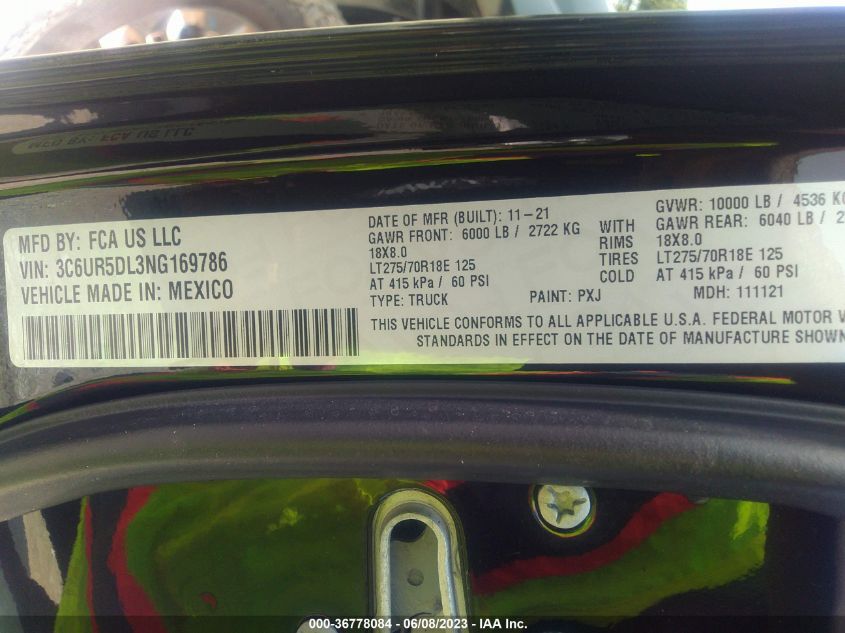 MFD BY: FCA US LLC
VIN: 3C6UR5DL3NG169786
VEHICLE MADE IN: MEXICO
DATE OF MFR (BUILT): 11-21
GAWR FRONT: 6000 LB / 2722 KG
18X8.0
LT275/70R18E 125
AT 415 kPa / 60 PSI
TYPE: TRUCK
PAINT: PXJ
WITH
RIMS
TIRES
COLD
GVWR: 10000 LB / 4536 KG
GAWR REAR: 6040 LB / 2
18X8.0
LT275/70R18E 125
AT 415 kPa / 60 PSI
MDH: 111121
THIS VEHICLE CONFORMS TO ALL APPLICABLE U.S.A. FEDERAL MOTOR V
STANDARDS IN EFFECT ON THE DATE OF MANUFACTURE SHOWN
000-36778084 - 06/08/2023 - IAA Inc.